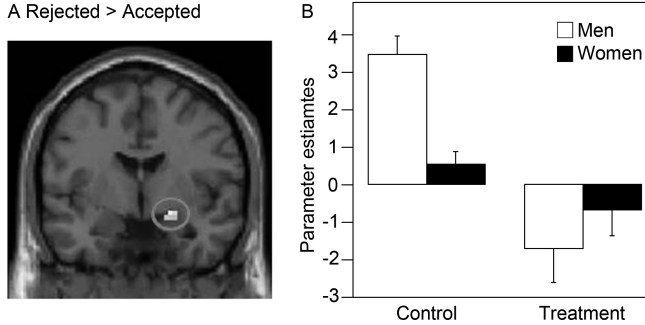 A Rejected > Accepted
B
Men
Women
Parameter estiamtes
4
3
2
1
0
-1
-2
-3
Control
Treatment